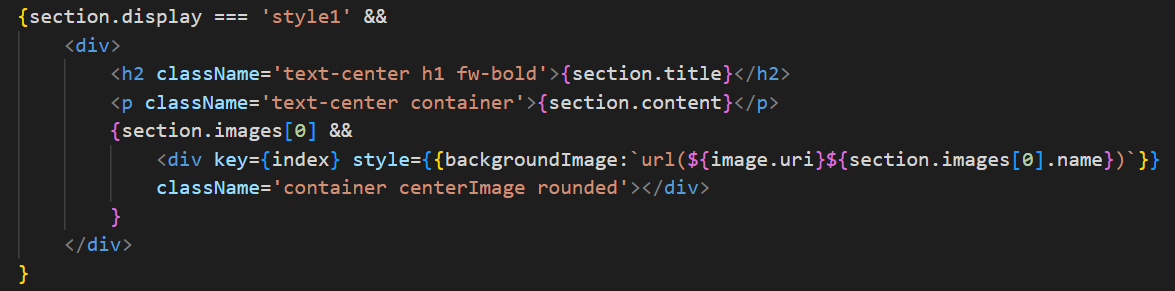 {section.display === 'style1' &&
<div>
<h2 className='text-center h1 fw-bold'>{section.title}</h2>
<p className='text-center container'>{section.content}</p>
{section.images[0] &&
<div key={index} style={{backgroundImage:`url(${image.uri}${section.images[0].name})`}}
className='container centerImage rounded'></div>
}
</div>
}